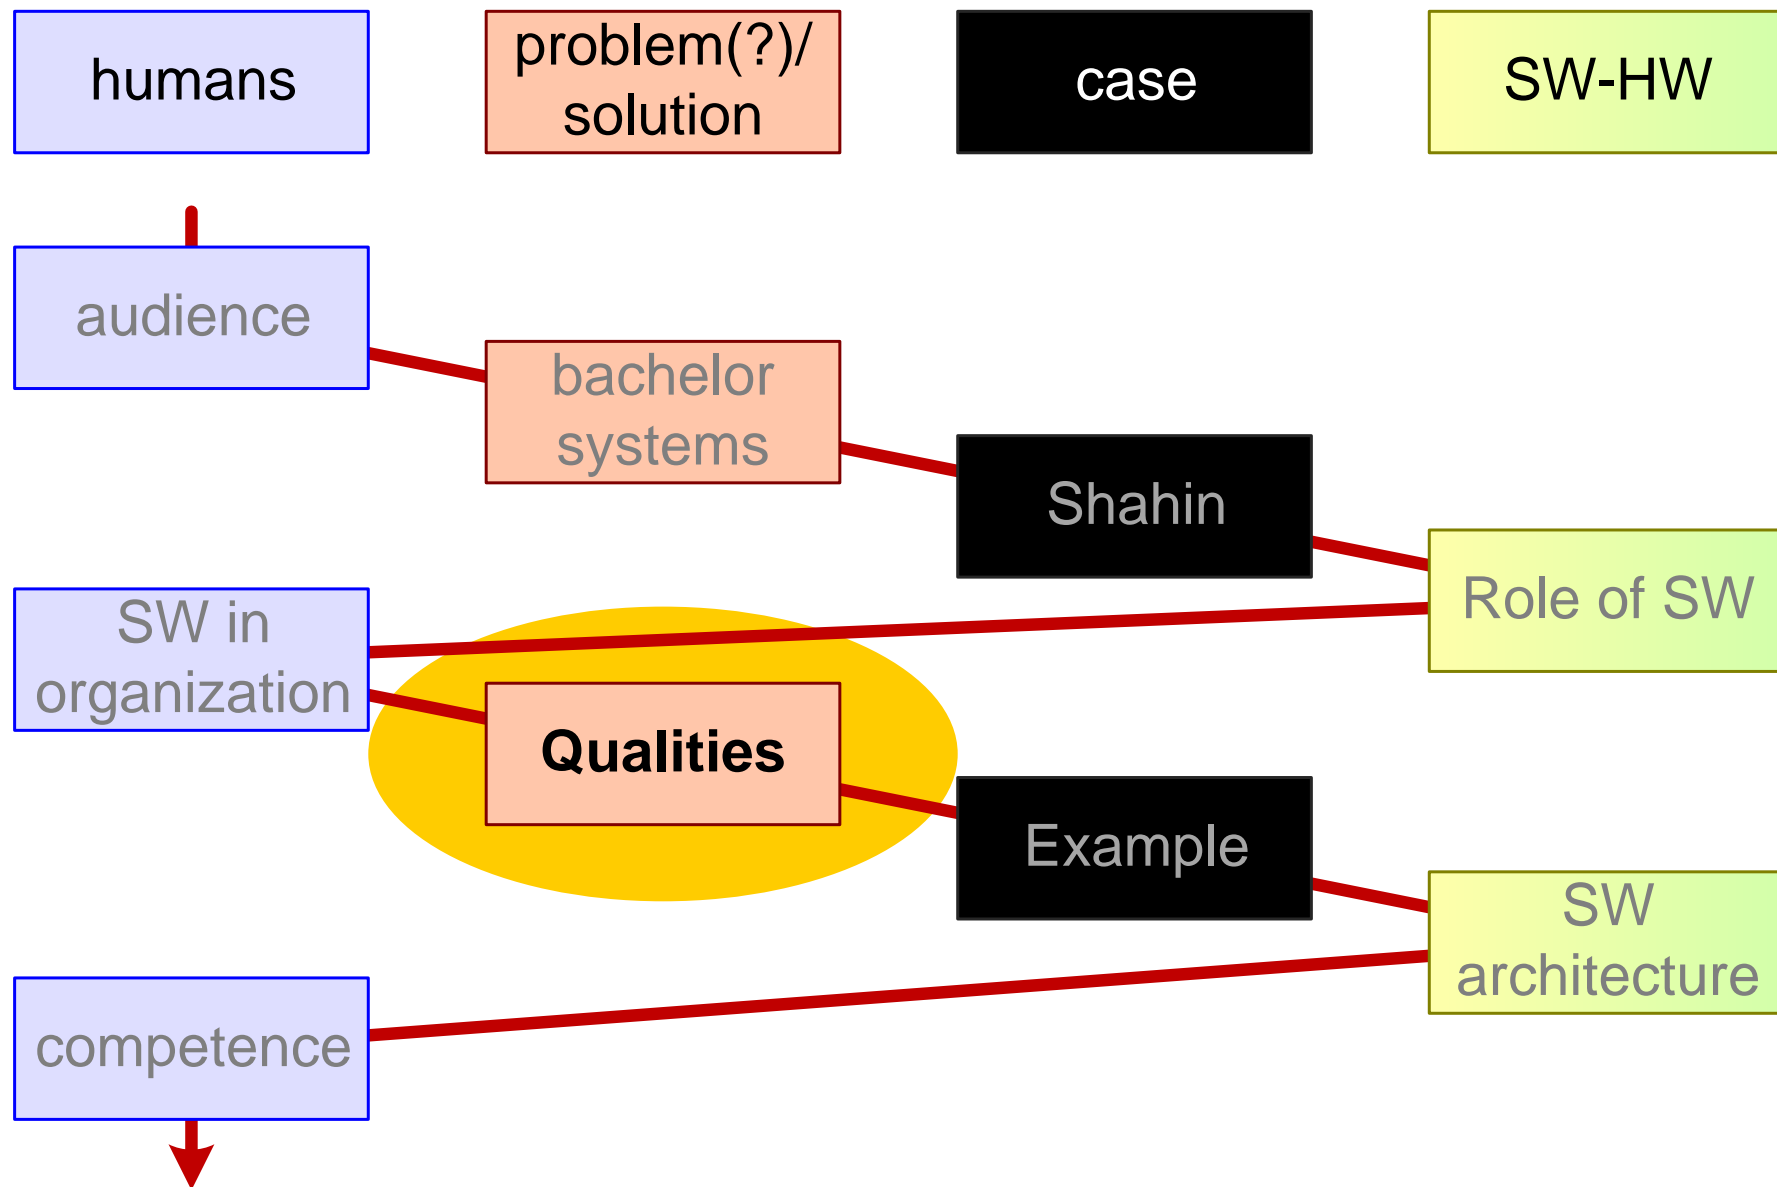 humans
problem(?)/
solution
case
SW-HW
audience
bachelor
systems
Shahin
Role of SW
SW in
organization
Qualities
Example
SW
architecture
competence